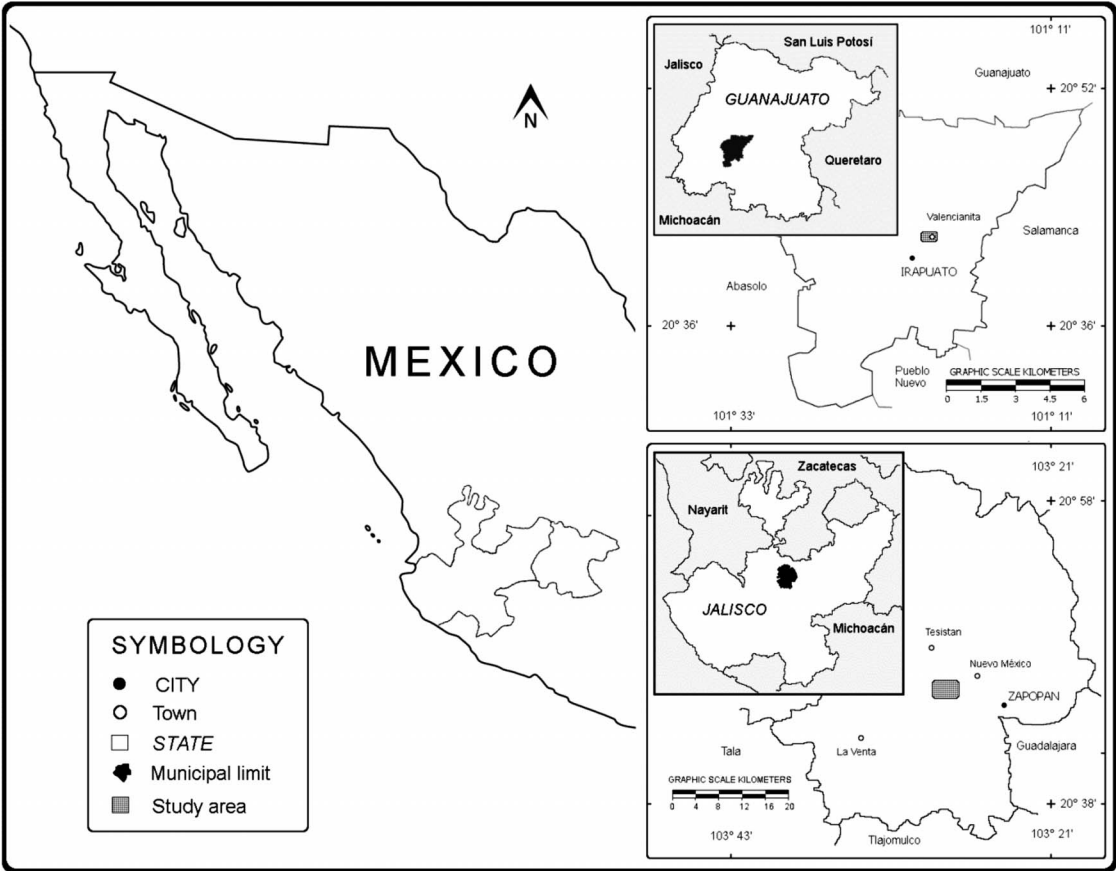 N
MEXICO
SYMBOLOGY
CITY
Town
STATE
Municipal limit
Study area
San Luis Potosí
Jalisco
GUANAJUATO
Queretaro
Michoacán
101° 11'
Guanajuato
20° 52'
Valencianita
Salamanca
IRAPUATO
Abasolo
20° 36'
20° 36'
Pueblo
Nuevo
GRAPHIC SCALE KILOMETERS
0 1.5 3 4.5 6
101° 33'
101° 11'
Zacatecas
Nayarit
JALISCO
Michoacán
103° 21'
20° 58'
Tesistan
Nuevo México
ZAPOPAN
La Venta
Tala
Guadalajara
GRAPHIC SCALE KILOMETERS
0 4 8 12 16 20
20° 38'
103° 43'
Tlajomulco
103° 21'